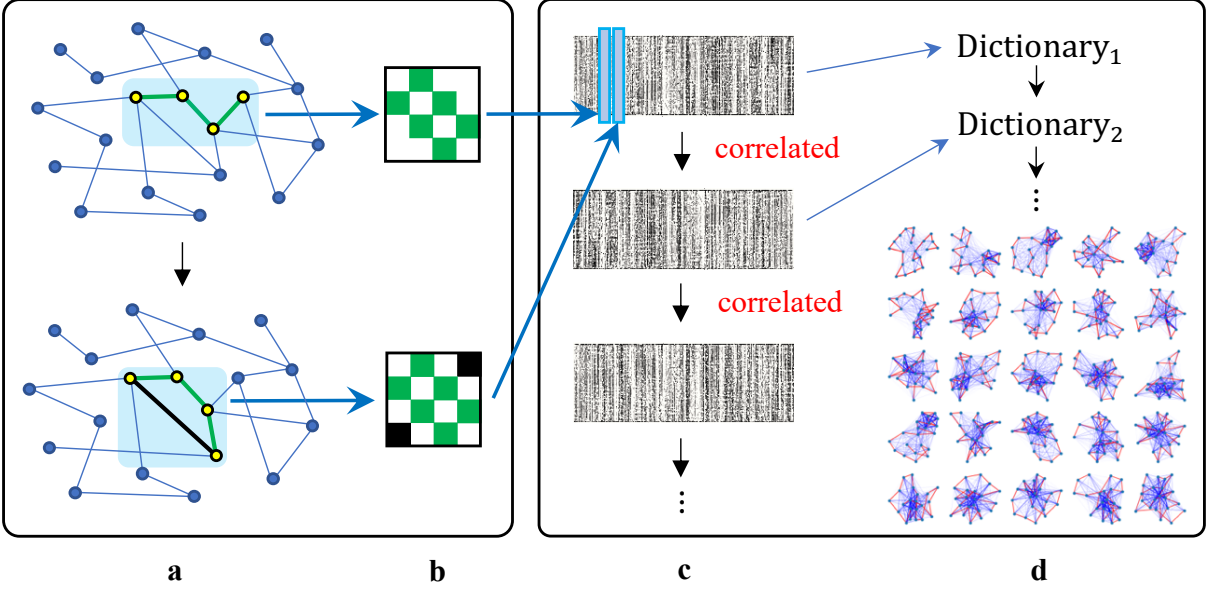 Dictionary₁
Dictionary₂
⋮
correlated
correlated
⋮
a b c d